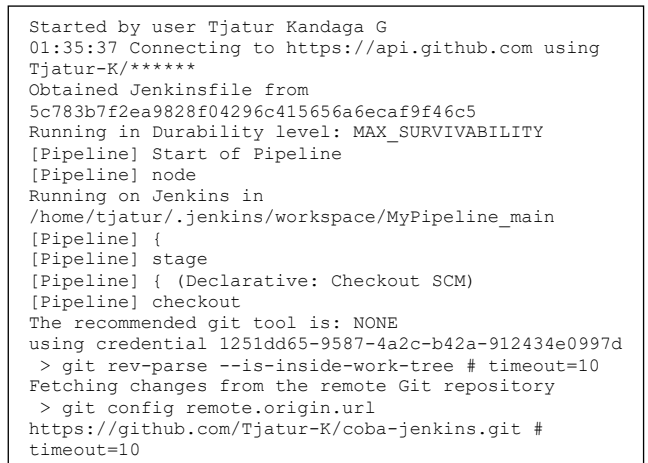 Started by user Tjatur Kandaga G
01:35:37 Connecting to https://api.github.com using
Tjatur-K/******
Obtained Jenkinsfile from
5c783b7f2ea9828f04296c415656a6ecaf9f46c5
Running in Durability level: MAX_SURVIVABILITY
[Pipeline] Start of Pipeline
[Pipeline] node
Running on Jenkins in
/home/tjatur/.jenkins/workspace/MyPipeline_main
[Pipeline] {
[Pipeline] stage
[Pipeline] { (Declarative: Checkout SCM)
[Pipeline] checkout
The recommended git tool is: NONE
using credential 1251dd65-9587-4a2c-b42a-912434e0997d
 > git rev-parse --is-inside-work-tree # timeout=10
Fetching changes from the remote Git repository
 > git config remote.origin.url
https://github.com/Tjatur-K/coba-jenkins.git #
timeout=10